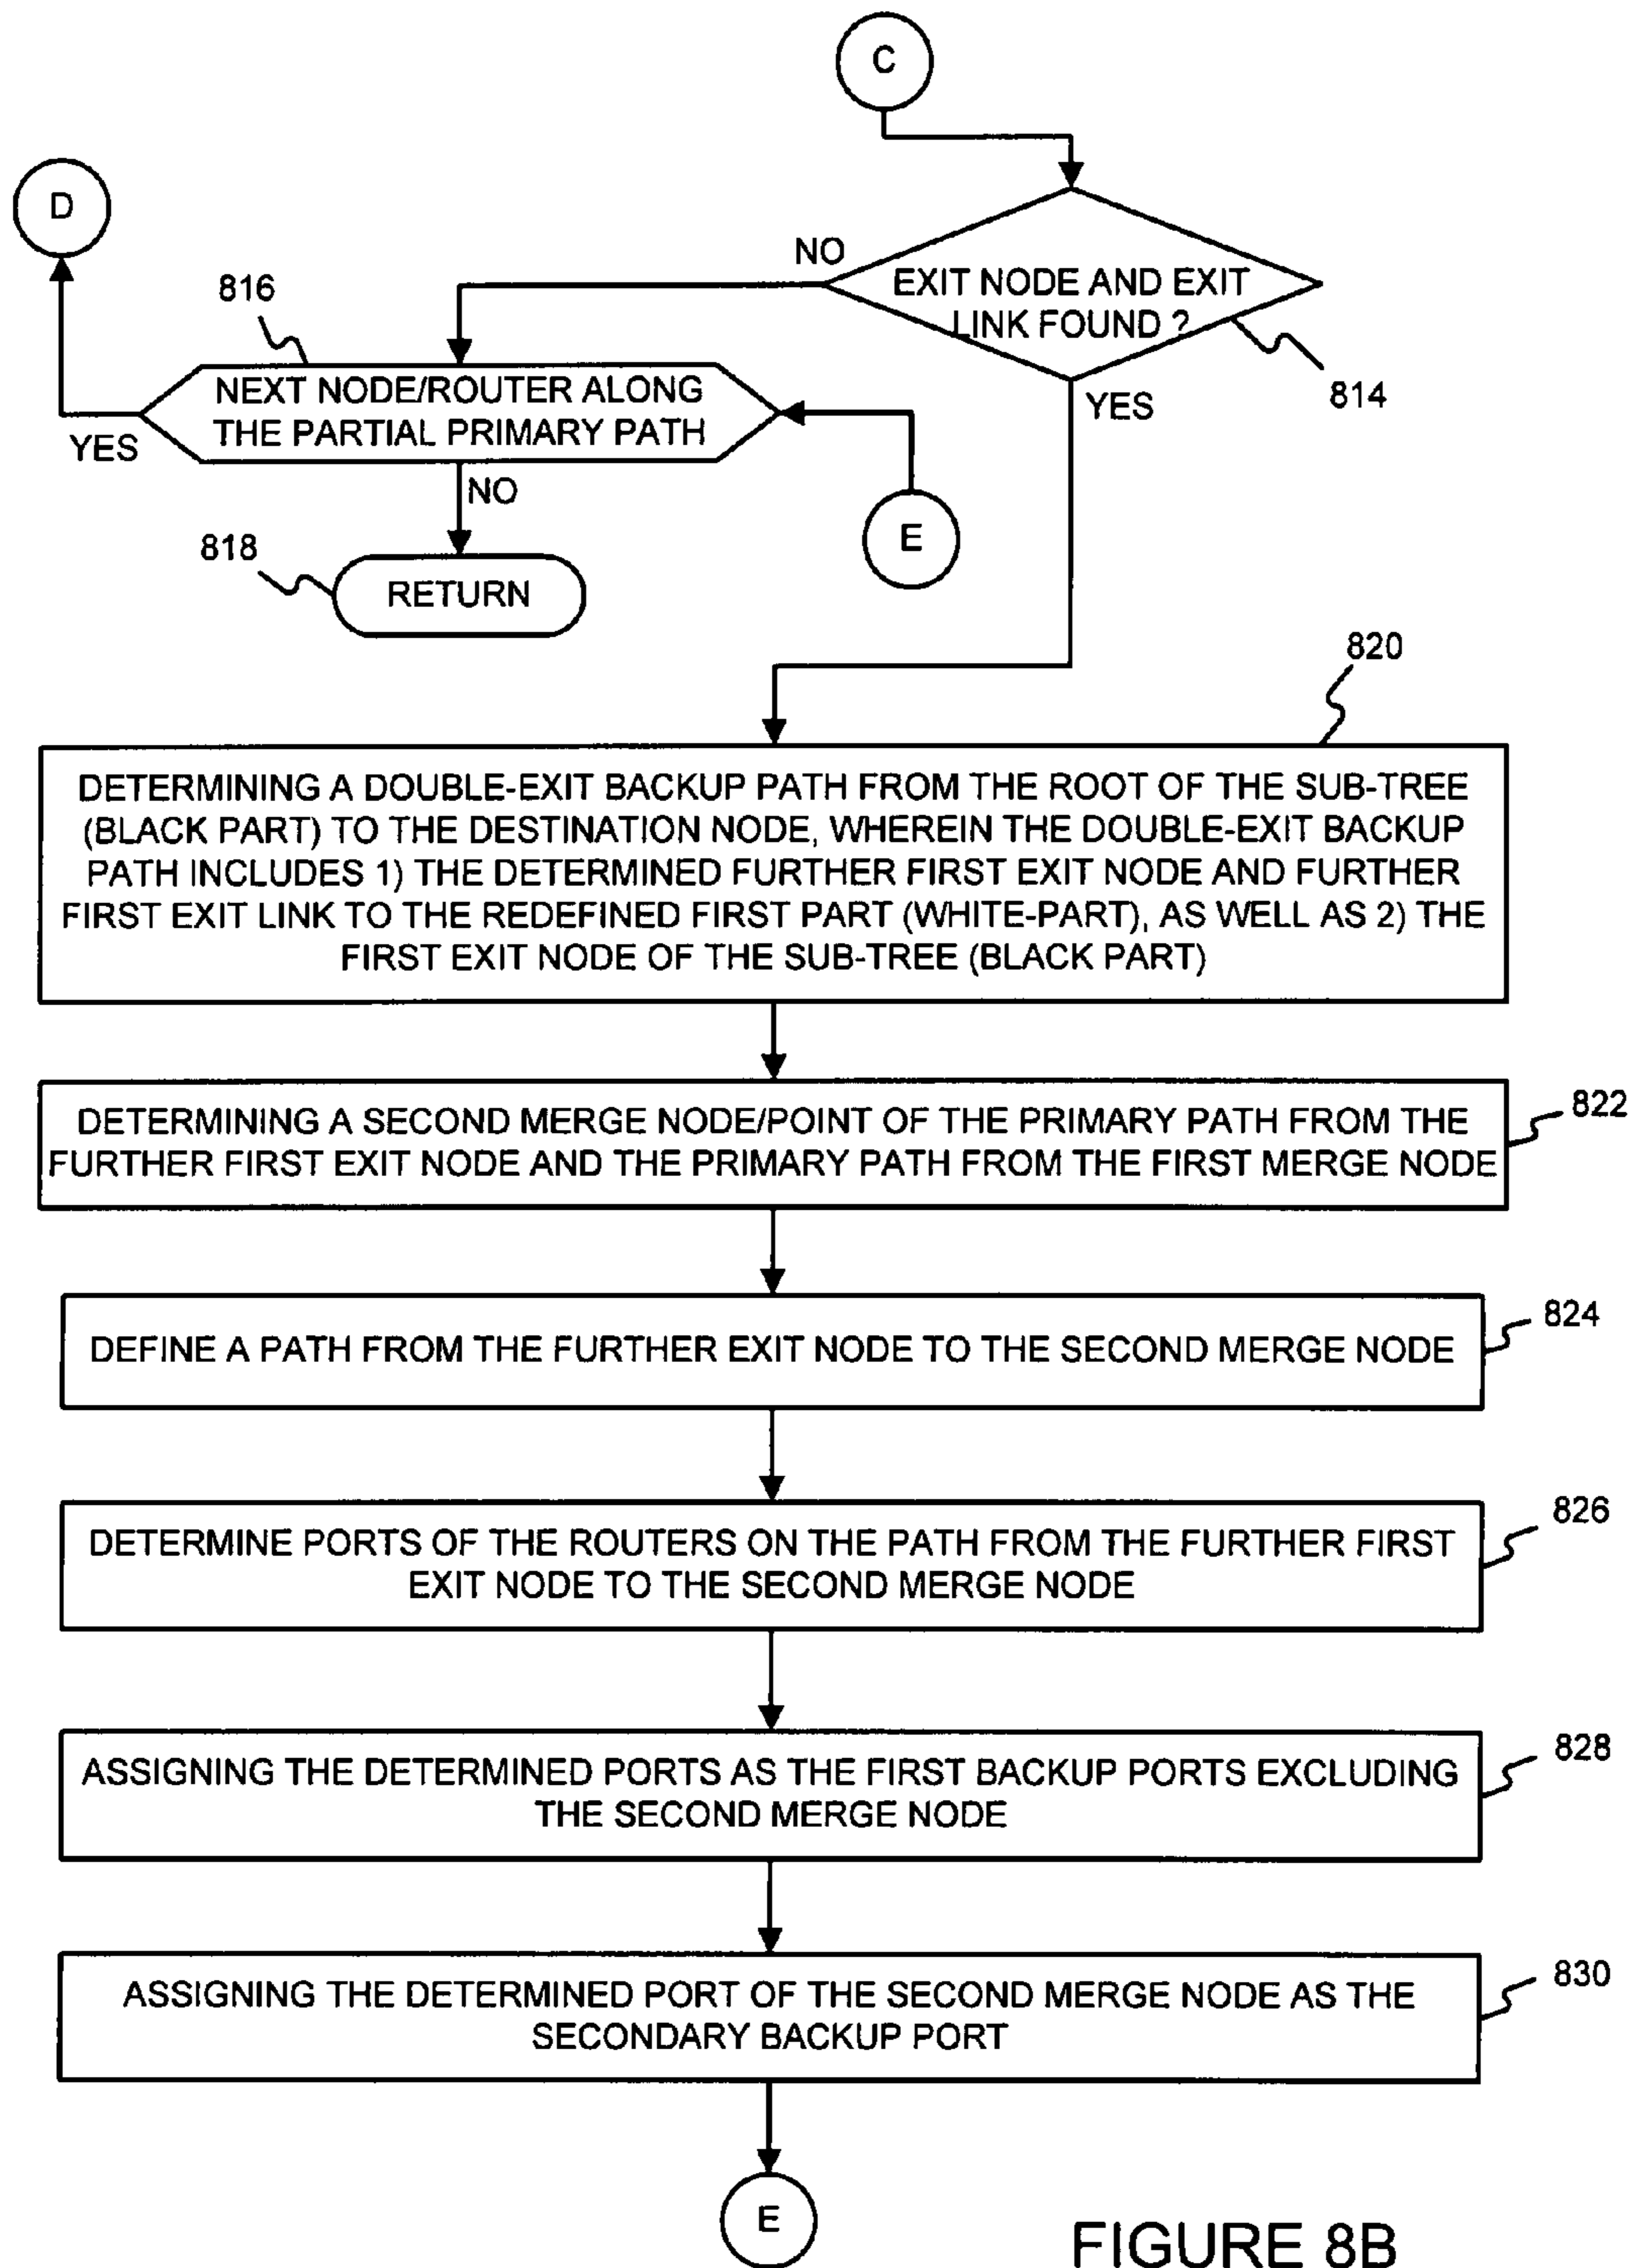 C
D
NO
816
EXIT NODE AND EXIT
LINK FOUND ?
814
NEXT NODE/ROUTER ALONG
THE PARTIAL PRIMARY PATH
YES
YES
NO
E
818
RETURN
820
DETERMINING A DOUBLE-EXIT BACKUP PATH FROM THE ROOT OF THE SUB-TREE
(BLACK PART) TO THE DESTINATION NODE, WHEREIN THE DOUBLE-EXIT BACKUP
PATH INCLUDES 1) THE DETERMINED FURTHER FIRST EXIT NODE AND FURTHER
FIRST EXIT LINK TO THE REDEFINED FIRST PART (WHITE-PART), AS WELL AS 2) THE
FIRST EXIT NODE OF THE SUB-TREE (BLACK PART)
822
DETERMINING A SECOND MERGE NODE/POINT OF THE PRIMARY PATH FROM THE
FURTHER FIRST EXIT NODE AND THE PRIMARY PATH FROM THE FIRST MERGE NODE
824
DEFINE A PATH FROM THE FURTHER EXIT NODE TO THE SECOND MERGE NODE
826
DETERMINE PORTS OF THE ROUTERS ON THE PATH FROM THE FURTHER FIRST
EXIT NODE TO THE SECOND MERGE NODE
828
ASSIGNING THE DETERMINED PORTS AS THE FIRST BACKUP PORTS EXCLUDING
THE SECOND MERGE NODE
830
ASSIGNING THE DETERMINED PORT OF THE SECOND MERGE NODE AS THE
SECONDARY BACKUP PORT
E
FIGURE 8B